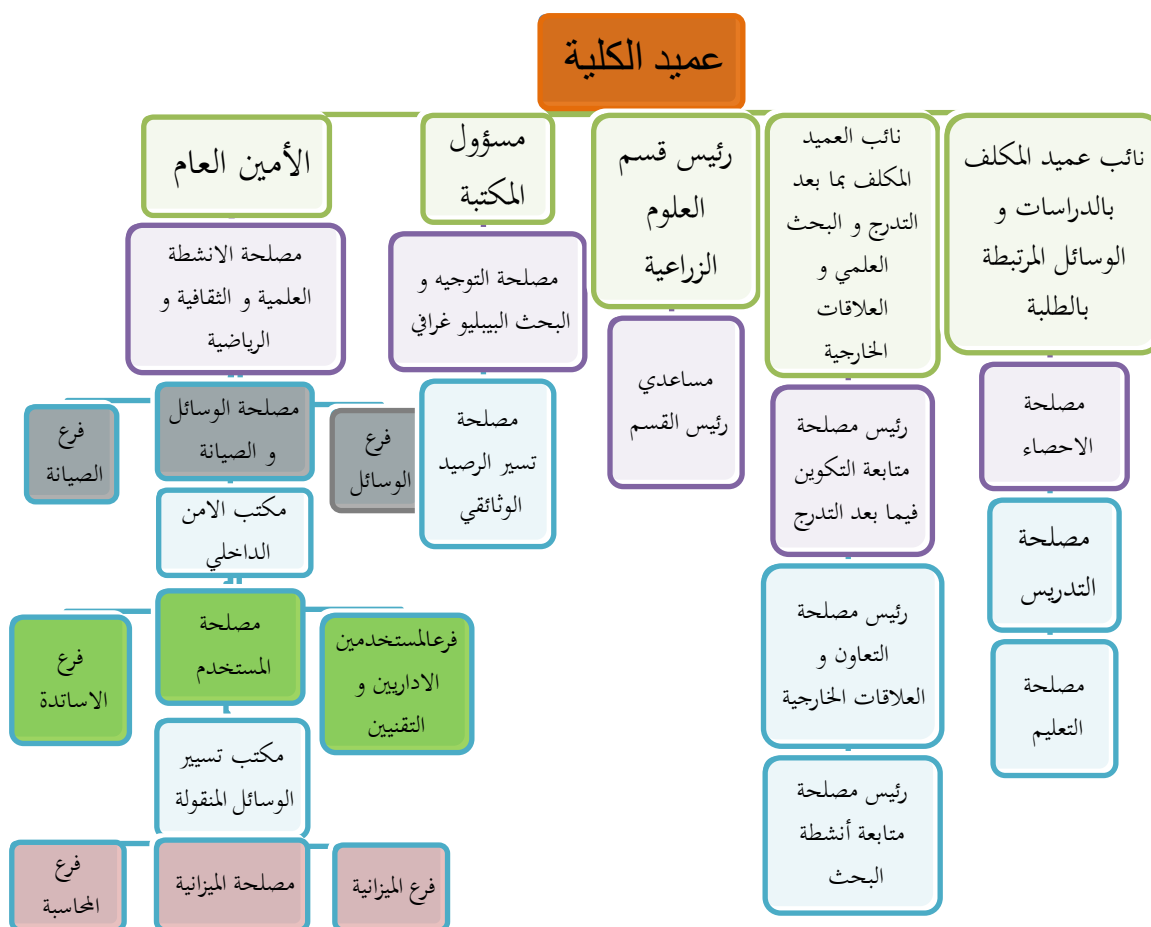 عميد الكلية
نائب عميد المكلف
بالدراسات و
الوسائل المرتبطة
بالطلبة
مصلحة
الاحصاء
مصلحة
التدريس
مصلحة
التعليم
نائب العميد
المكلف بما بعد
التدرج و البحث
العلمي و
العلاقات
الخارجية
رئيس مصلحة
متابعة التكوين
فيما بعد التدرج
رئيس مصلحة
التعاون و
العلاقات الخارجية
رئيس مصلحة
متابعة أنشطة
البحث
رئيس قسم
العلوم
الزراعية
مساعدي
رئيس القسم
مسؤول
المكتبة
مصلحة التوجيه و
البحث البيبليو غرافي
مصلحة
تسير الرصيد
الوثائقي
الأمين العام
مصلحة الانشطة
العلمية و الثقافية و
الرياضية
فرع
الوسائل
مصلحة الوسائل
و الصيانة
فرع
الصيانة
مكتب الامن
الداخلي
فرعالمستخدمين
الاداريين و
التقنيين
مصلحة
المستخدم
فرع
الاساتدة
مكتب تسيير
الوسائل المنقولة
فرع الميزانية
مصلحة الميزانية
فرع
المحاسبة